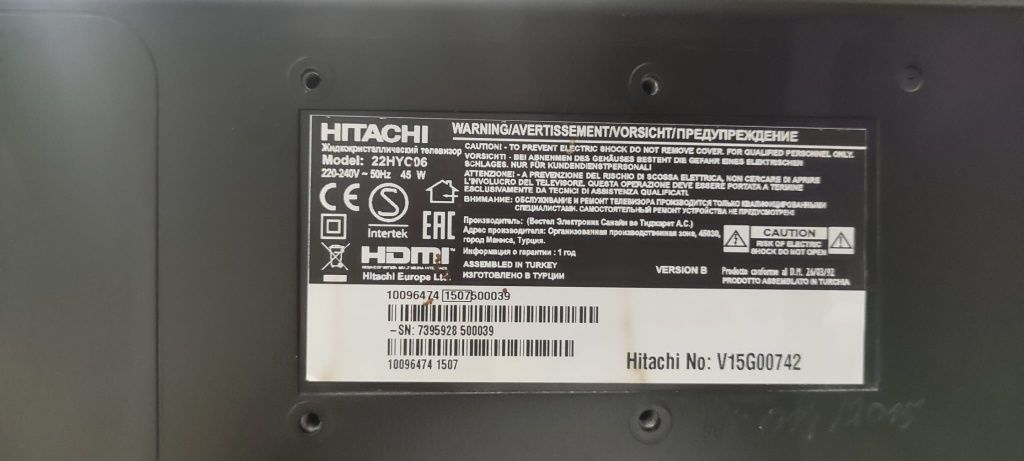 HITACHI
Жидкокристаллический телевизор
Model: 22HYC06
220-240V ~ 50Hz 45 W
CE
S
Intertek
EAC
HDMI
HIGH-DEFINITION MULTIMEDIA INTERFACE
Hitachi Europe Lt
WARNING/AVERTISSEMENT/VORSICHT/ПРЕДУПРЕЖДЕНИЕ
CAUTION! - TO PREVENT ELECTRIC SHOCK DO NOT REMOVE COVER. FOR QUALIFIED PERSONNEL ONLY.
VORSICHT! - BEI ABNEHMEN DES GEHÄUSES BESTEHT DIE GEFAHR EINES ELEKTRISCHEN
SCHLAGES. NUR FÜR KUNDENDIENSTPERSONAL.
ATTENZIONE! - A PREVENZIONE DEL RISCHIO DI SCOSSA ELETTRICA, NON CERCARE DI APRIRE
L'INVOLUCRO DEL TELEVISORE. QUESTA OPERAZIONE DEVE ESSERE PORTATA A TERMINE
ESCLUSIVAMENTE DA TECNICI DI ASSISTENZA QUALIFICATI.
ВНИМАНИЕ: ОБСЛУЖИВАНИЕ И РЕМОНТ ТЕЛЕВИЗОРА ПРОИЗВОДИТСЯ ТОЛЬКО КВАЛИФИЦИРОВАННЫМИ
СПЕЦИАЛИСТАМИ. САМОСТОЯТЕЛЬНЫЙ РЕМОНТ УСТРОЙСТВА НЕ ПРЕДУСМОТРЕН!
Производитель: (Вестел Электроник Санайи ве Тиджарет А.С.)
Адрес производителя: Организованная производственная зона, 45030,
город Маниса, Турция.
Информация о гарантии : 1 год
ASSEMBLED IN TURKEY
ИЗГОТОВЛЕНО В ТУРЦИИ
CAUTION
RISK OF ELECTRIC
SHOCK DO NOT OPEN
VERSION B
Prodotto conforme al D.M. 26/03/92
PRODOTTO ASSEMBLATO IN TURCHIA
10096474 1507500039
-SN: 7395928 500039
10096474 1507
Hitachi No: V15G00742